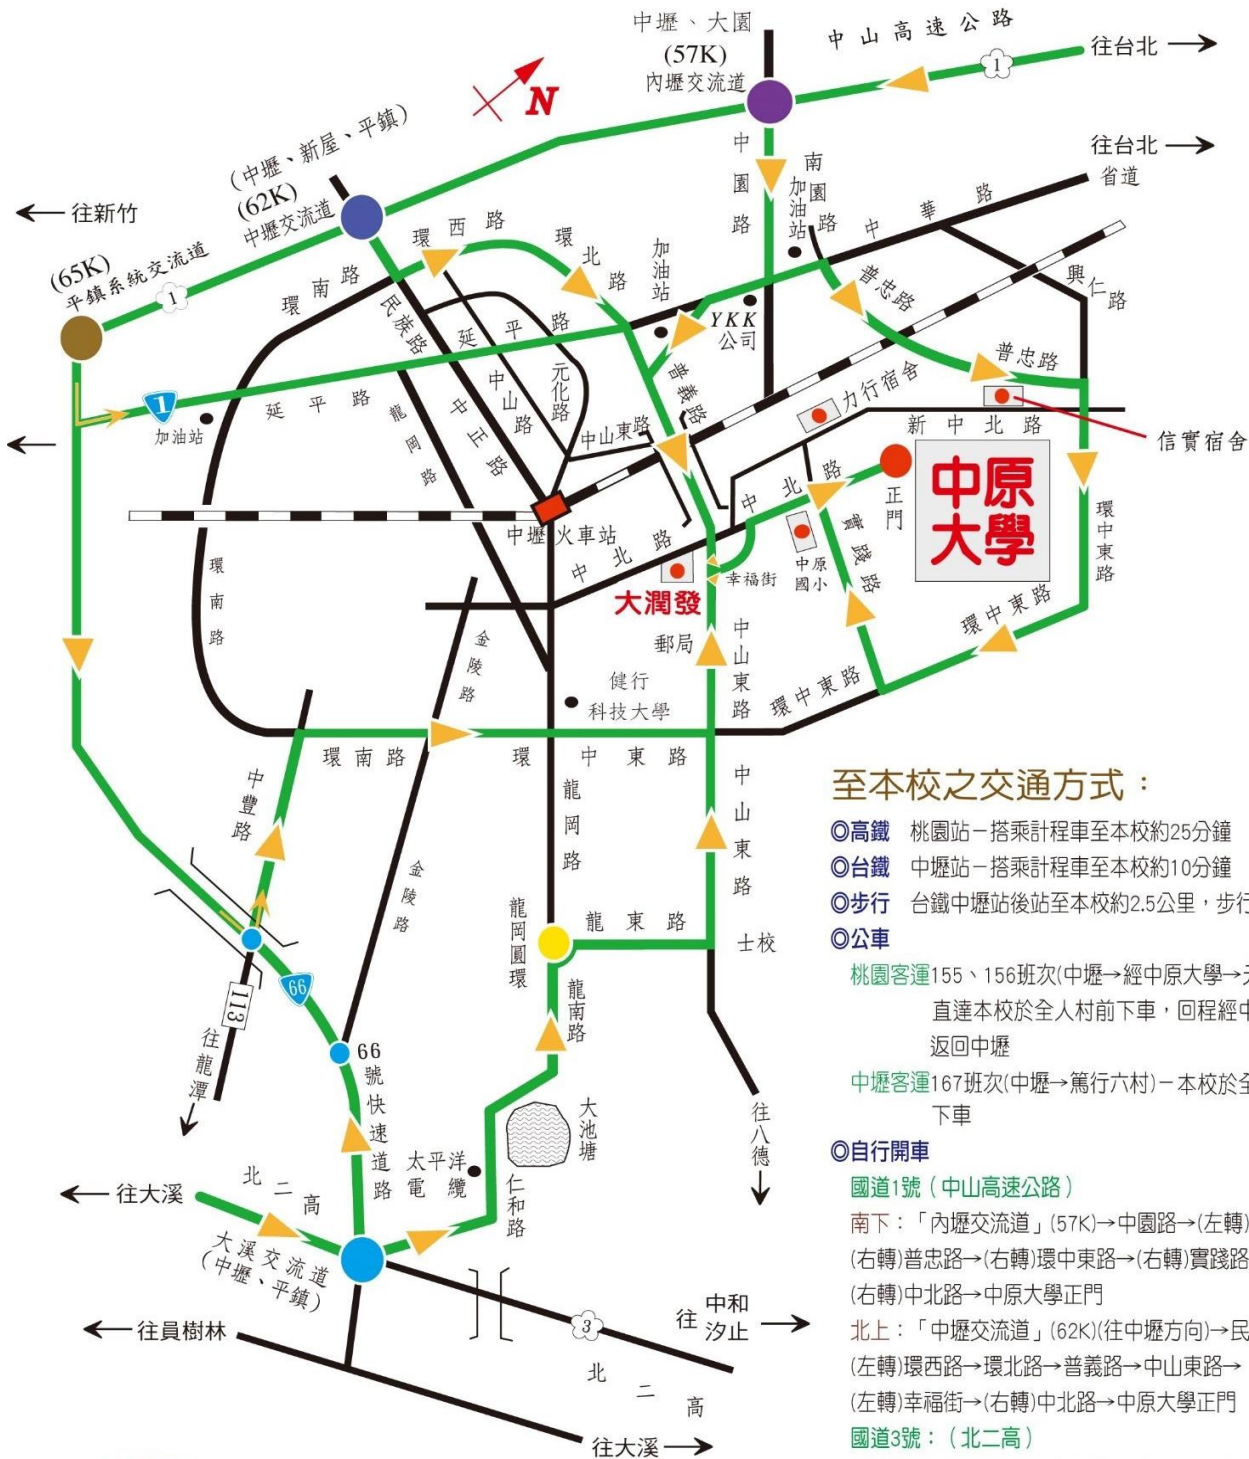 中壢、大園
(57K)
內壢交流道
中山高速公路
1
往台北
往台北
省道
N
(中壢、新屋、平鎮)
(62K)
中壢交流道
往新竹
(65K)
平鎮系統交流道
1
環南路
環西路
環北路
加油站
中園路
南園路
加油站
中華路
普忠路
興仁路
民族路
延平路
YKK
公司
普忠路
1
延平路
加油站
龍岡路
中正路
中山路
元化路
中山東路
普義路
力行宿舍
新中北路
信實宿舍
中原
大學
正門
中北路
實踐路
環中東路
中壢火車站
中北路
大潤發
幸福街
中原
國小
環南路
郵局
中山東路
環中東路
環中東路
金陵路
健行
科技大學
環南路
環中東路
中豐路
龍岡路
中山東路
金陵路
龍岡圓環
龍東路
士校
66
113
往龍潭
龍南路
66
號快速道路
大池塘
往八德
太平洋
電纜
仁和路
往大溪
北二高
大溪交流道
(中壢、平鎮)
往員樹林
3
往
中和
汐止
北二高
往大溪
至本校之交通方式：
◎高鐵 桃園站－搭乘計程車至本校約25分鐘
◎台鐵 中壢站－搭乘計程車至本校約10分鐘
◎步行 台鐵中壢站後站至本校約2.5公里，步行
◎公車
桃園客運155、156班次(中壢→經中原大學→
直達本校於全人村前下車，回程經中
返回中壢
中壢客運167班次(中壢→篤行六村)－本校於全
下車
◎自行開車
國道1號（中山高速公路）
南下：「內壢交流道」(57K)→中園路→(左轉)
(右轉)普忠路→(右轉)環中東路→(右轉)實踐路
(右轉)中北路→中原大學正門
北上：「中壢交流道」(62K)(往中壢方向)→民
(左轉)環西路→環北路→普義路→中山東路→
(左轉)幸福街→(右轉)中北路→中原大學正門
國道3號：（北二高）